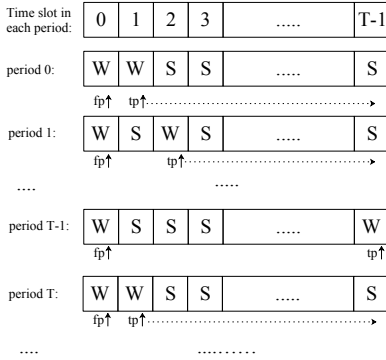 Time slot in each period: 0 1 2 3 ..... T-1
period 0: W W S S ..... S
fp tp
period 1: W S W S ..... S
fp tp
.... .....
period T-1: W S S S ..... W
fp tp
period T: W W S S ..... S
fp tp
.... ..........